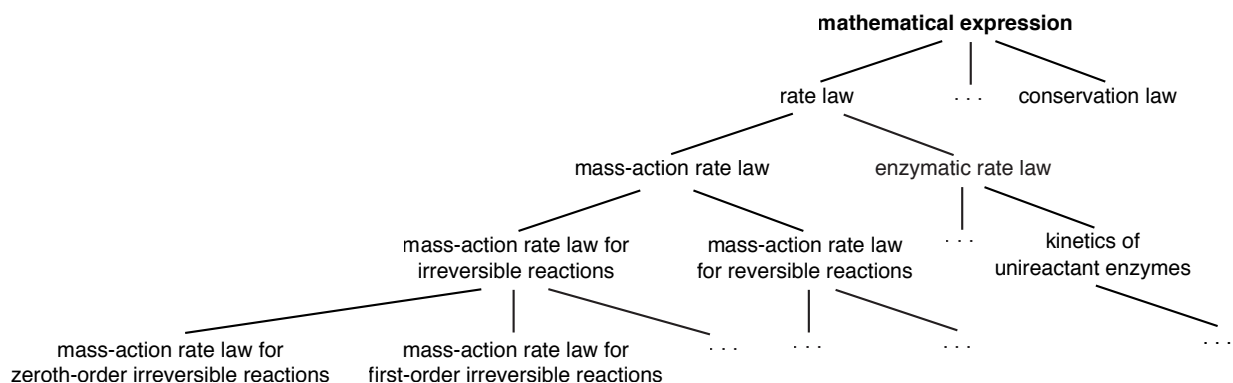 mathematical expression
rate law
. . .
conservation law
mass-action rate law
enzymatic rate law
mass-action rate law for
irreversible reactions
mass-action rate law
for reversible reactions
. . .
kinetics of
unireactant enzymes
mass-action rate law for
zeroth-order irreversible reactions
mass-action rate law for
first-order irreversible reactions
. . .
. . .
. . .
. . .